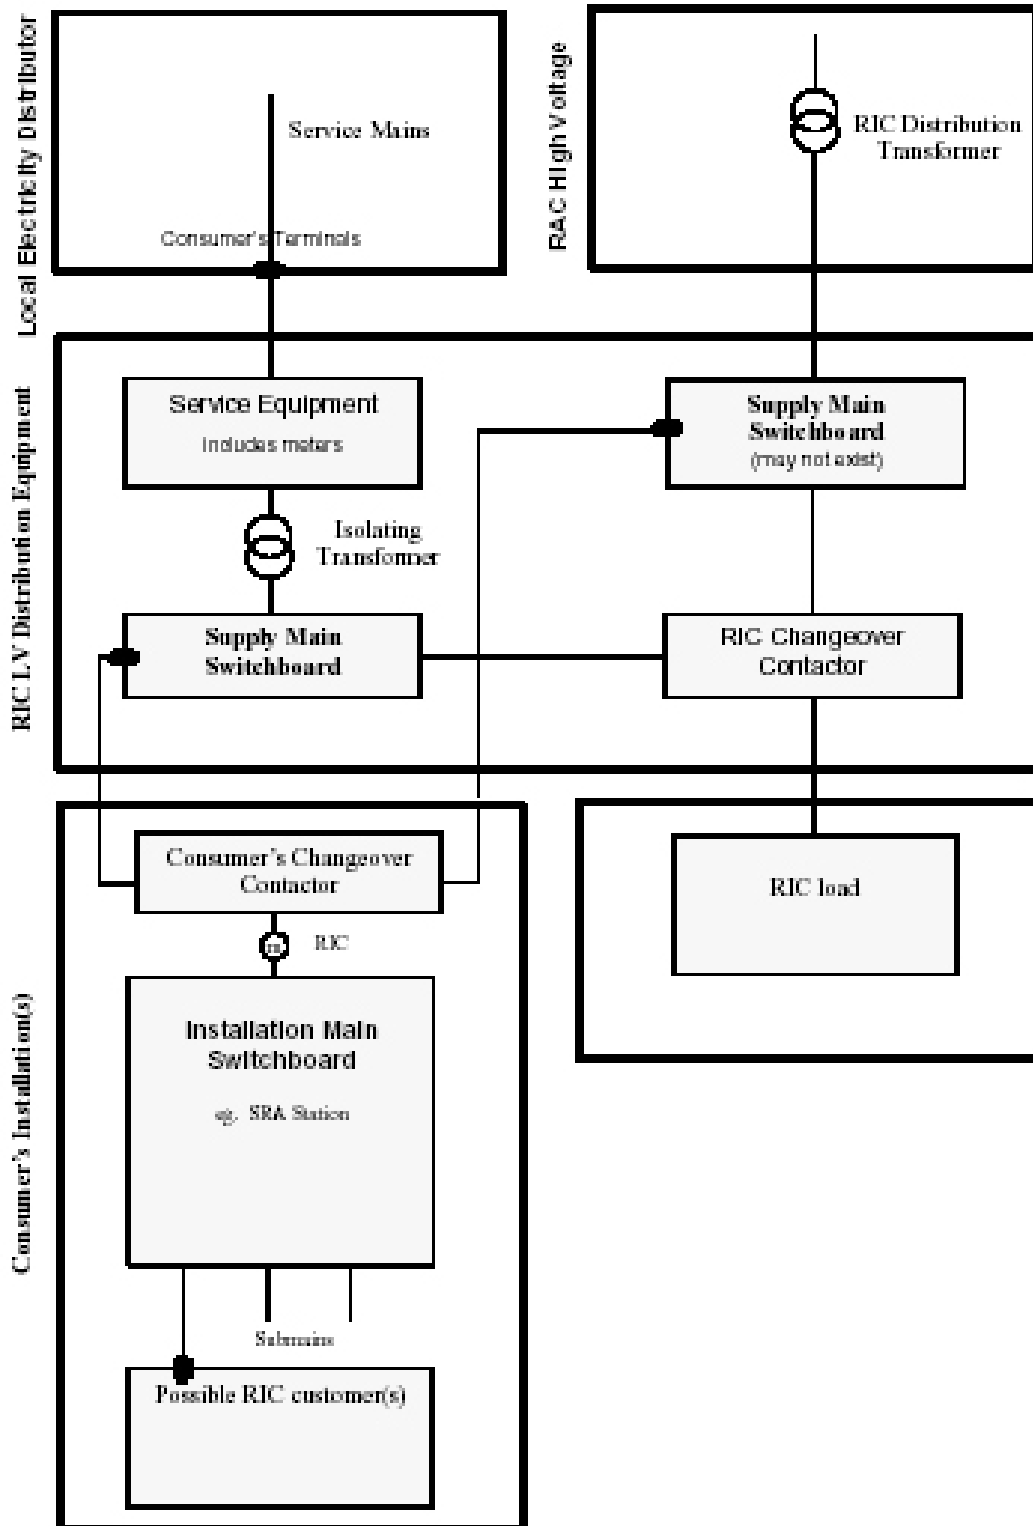 Local Electricity Distributor
Service Mains
Consumer's Terminals
RAC High Voltage
RIC Distribution
Transformer
RIC LV Distribution Equipment
Service Equipment
includes meters
Isolating
Transformer
Supply Main
Switchboard
Supply Main
Switchboard
(may not exist)
RIC Changeover
Contactor
Consumer's Installation(s)
Consumer's Changeover
Contactor
m
RIC
Installation Main
Switchboard
eg. SRA Station
Submains
Possible RIC customer(s)
RIC load